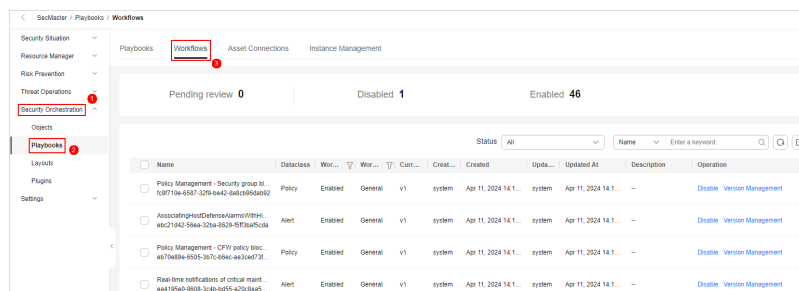 SecMaster / Playbooks / Workflows
Security Situation
Resource Manager
Risk Prevention
Threat Operations
1
Security Orchestration
Objects
Playbooks
2
Layouts
Plugins
Settings
Playbooks Workflows Asset Connections Instance Management
3
Pending review 0 Disabled 1 Enabled 46
Status All Name Enter a keyword.
Name Dataclass Wor... Wor... Curr... Creat... Created Upda... Updated At Description Operation
Policy Management - Security group bl...
fc9f710e-6587-32f9-be42-da8cb96dab92
Policy Enabled General v1 system Apr 11, 2024 14:1... system Apr 11, 2024 14:1... -- Disable Version Management
AssociatingHostDefenseAlarmsWithHi...
ebc21d42-56ea-32ba-8629-f5ff3baf5cda
Alert Enabled General v1 system Apr 11, 2024 14:1... system Apr 11, 2024 14:1... -- Disable Version Management
Policy Management - CFW policy bloc...
eb70e89e-6505-3b7c-b6ec-ae3ced73f...
Policy Enabled General v1 system Apr 11, 2024 14:1... system Apr 11, 2024 14:1... -- Disable Version Management
Real-time notifications of critical maint...
ea4195e0-9608-3c4b-bd55-a20c8ea5...
Alert Enabled General v1 system Apr 11, 2024 14:1... system Apr 11, 2024 14:1... -- Disable Version Management